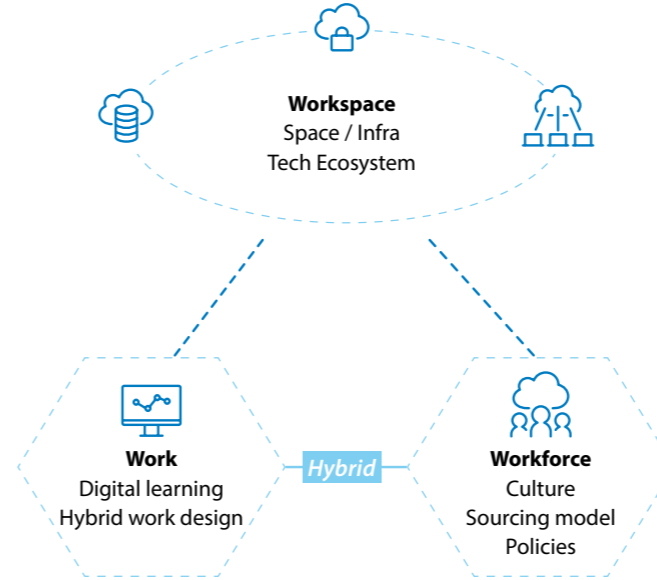 Workspace
Space / Infra
Tech Ecosystem
Work
Digital learning
Hybrid work design
Hybrid
Workforce
Culture
Sourcing model
Policies